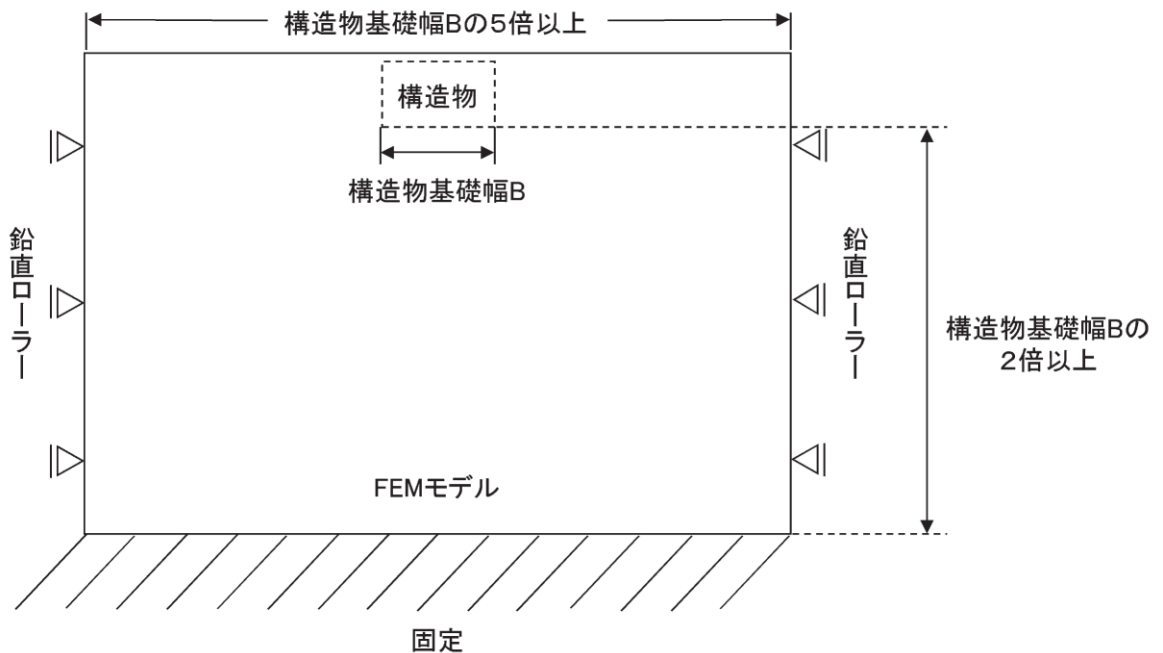 構造物基礎幅Bの5倍以上
構造物
構造物基礎幅B
鉛直ローラー
鉛直ローラー
構造物基礎幅Bの
2倍以上
FEMモデル
固定